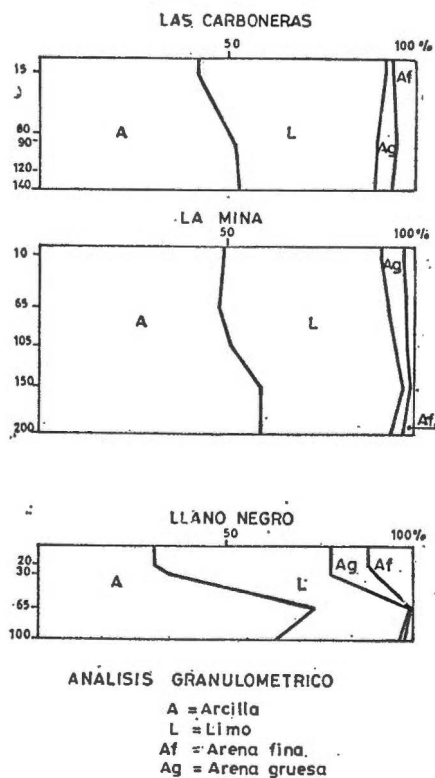 LAS CARBONERAS
50 100%
15
80
90
120
140
A L Ag Af
LA MINA
50 100%
10
65
105
150
200
A L Ag Af
LLANO NEGRO
50 100%
20
30
65
100
A L Ag Af
ANÁLISIS GRANULOMETRICO
A = Arcilla
L = Limo
Af = Arena fina.
Ag = Arena gruesa